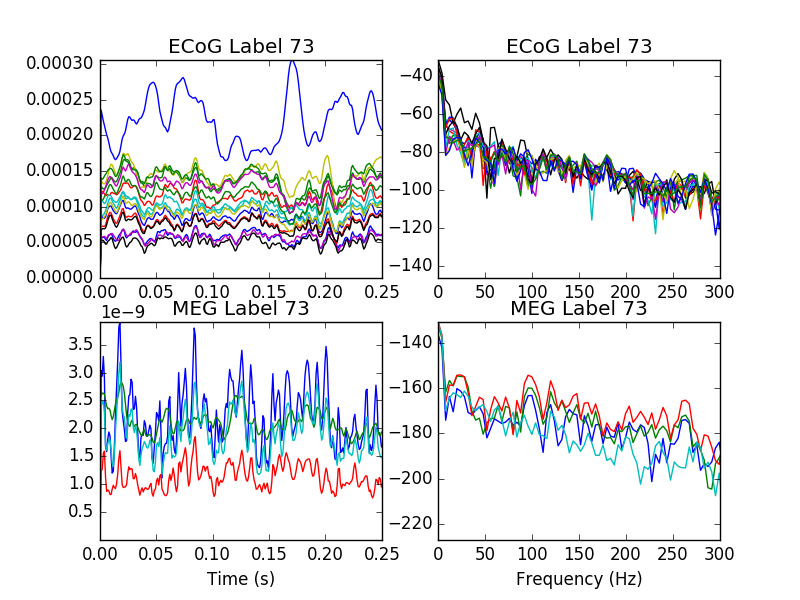 ECoG Label 73
0.00030
0.00025
0.00020
0.00015
0.00010
0.00005
0.00000
0.00 0.05 0.10 0.15 0.20 0.25
ECoG Label 73
−40
−60
−80
−100
−120
−140
0 50 100 150 200 250 300
MEG Label 73
1e−9
3.5
3.0
2.5
2.0
1.5
1.0
0.5
0.00 0.05 0.10 0.15 0.20 0.25
Time (s)
MEG Label 73
−140
−160
−180
−200
−220
0 50 100 150 200 250 300
Frequency (Hz)